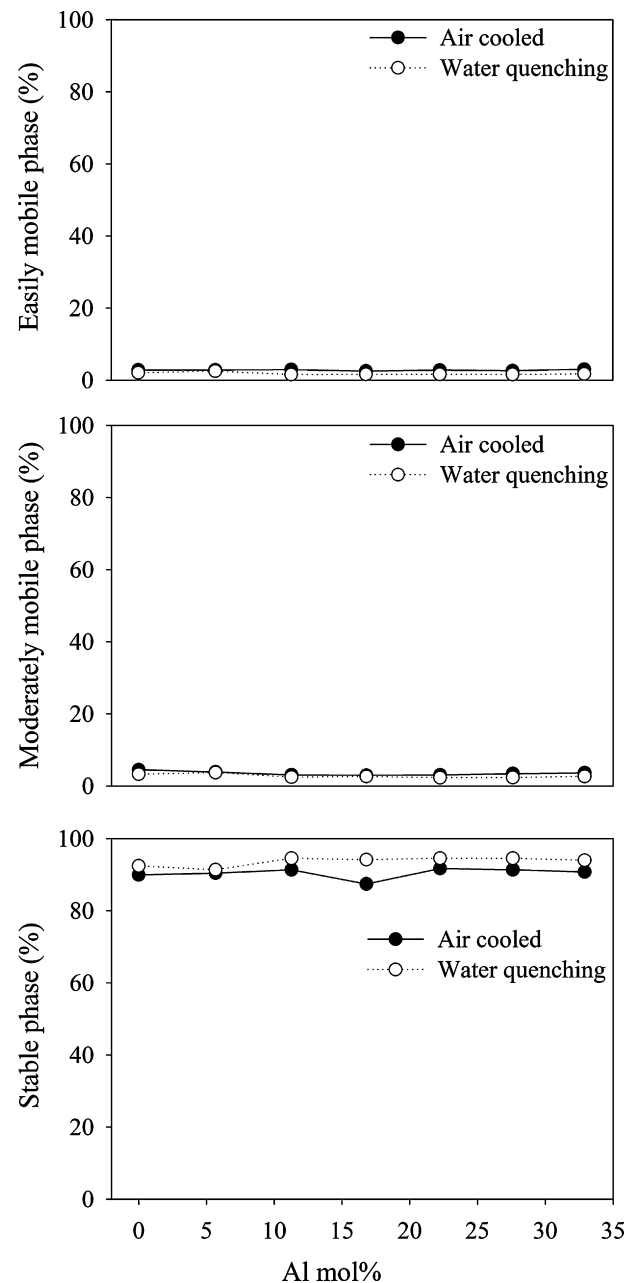 Easily mobile phase (%)
100
80
60
40
20
0
Air cooled
Water quenching
Moderately mobile phase (%)
100
80
60
40
20
0
Air cooled
Water quenching
Stable phase (%)
100
80
60
40
20
0
Air cooled
Water quenching
0 5 10 15 20 25 30 35
Al mol%